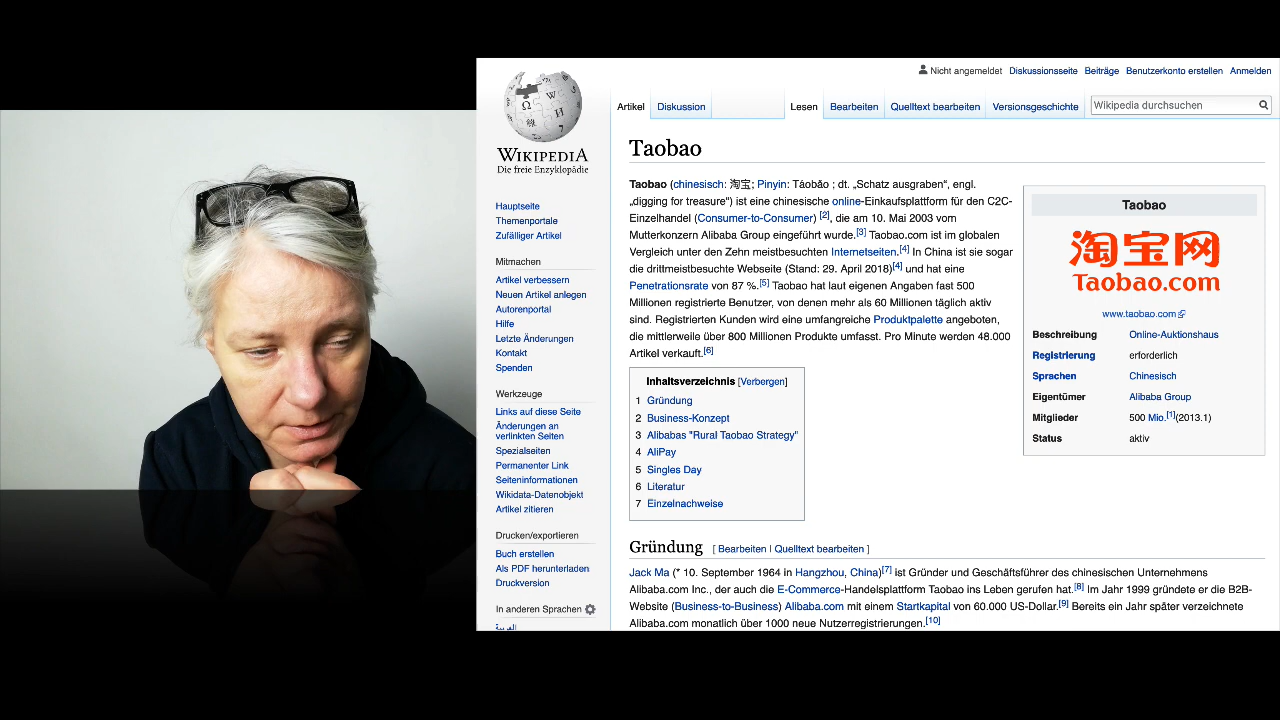 Nicht angemeldet Diskussionsseite Beiträge Benutzerkonto erstellen Anmelden
Artikel Diskussion Lesen Bearbeiten Quelltext bearbeiten Versionsgeschichte Wikipedia durchsuchen
WIKIPEDIA
Die freie Enzyklopädie
Hauptseite
Themenportale
Zufälliger Artikel
Mitmachen
Artikel verbessern
Neuen Artikel anlegen
Autorenportal
Hilfe
Letzte Änderungen
Kontakt
Spenden
Werkzeuge
Links auf diese Seite
Änderungen an
verlinkten Seiten
Spezialseiten
Permanenter Link
Seiteninformationen
Wikidata-Datenobjekt
Artikel zitieren
Drucken/exportieren
Buch erstellen
Als PDF herunterladen
Druckversion
In anderen Sprachen
Taobao
Taobao (chinesisch: 淘宝; Pinyin: Táobǎo ; dt. „Schatz ausgraben“, engl.
„digging for treasure“) ist eine chinesische online-Einkaufsplattform für den C2C-
Einzelhandel (Consumer-to-Consumer) [2], die am 10. Mai 2003 vom
Mutterkonzern Alibaba Group eingeführt wurde.[3] Taobao.com ist im globalen
Vergleich unter den Zehn meistbesuchten Internetseiten.[4] In China ist sie sogar
die drittmeistbesuchte Webseite (Stand: 29. April 2018)[4] und hat eine
Penetrationsrate von 87 %.[5] Taobao hat laut eigenen Angaben fast 500
Millionen registrierte Benutzer, von denen mehr als 60 Millionen täglich aktiv
sind. Registrierten Kunden wird eine umfangreiche Produktpalette angeboten,
die mittlerweile über 800 Millionen Produkte umfasst. Pro Minute werden 48.000
Artikel verkauft.[6]
Taobao
淘宝网
Taobao.com
www.taobao.com
Beschreibung Online-Auktionshaus
Registrierung erforderlich
Sprachen Chinesisch
Eigentümer Alibaba Group
Mitglieder 500 Mio.[1](2013.1)
Status aktiv
Inhaltsverzeichnis [Verbergen]
1 Gründung
2 Business-Konzept
3 Alibabas "Rural Taobao Strategy"
4 AliPay
5 Singles Day
6 Literatur
7 Einzelnachweise
Gründung [ Bearbeiten | Quelltext bearbeiten ]
Jack Ma (* 10. September 1964 in Hangzhou, China)[7] ist Gründer und Geschäftsführer des chinesischen Unternehmens
Alibaba.com Inc., der auch die E-Commerce-Handelsplattform Taobao ins Leben gerufen hat.[8] Im Jahr 1999 gründete er die B2B-
Website (Business-to-Business) Alibaba.com mit einem Startkapital von 60.000 US-Dollar.[9] Bereits ein Jahr später verzeichnete
Alibaba.com monatlich über 1000 neue Nutzerregistrierungen.[10]